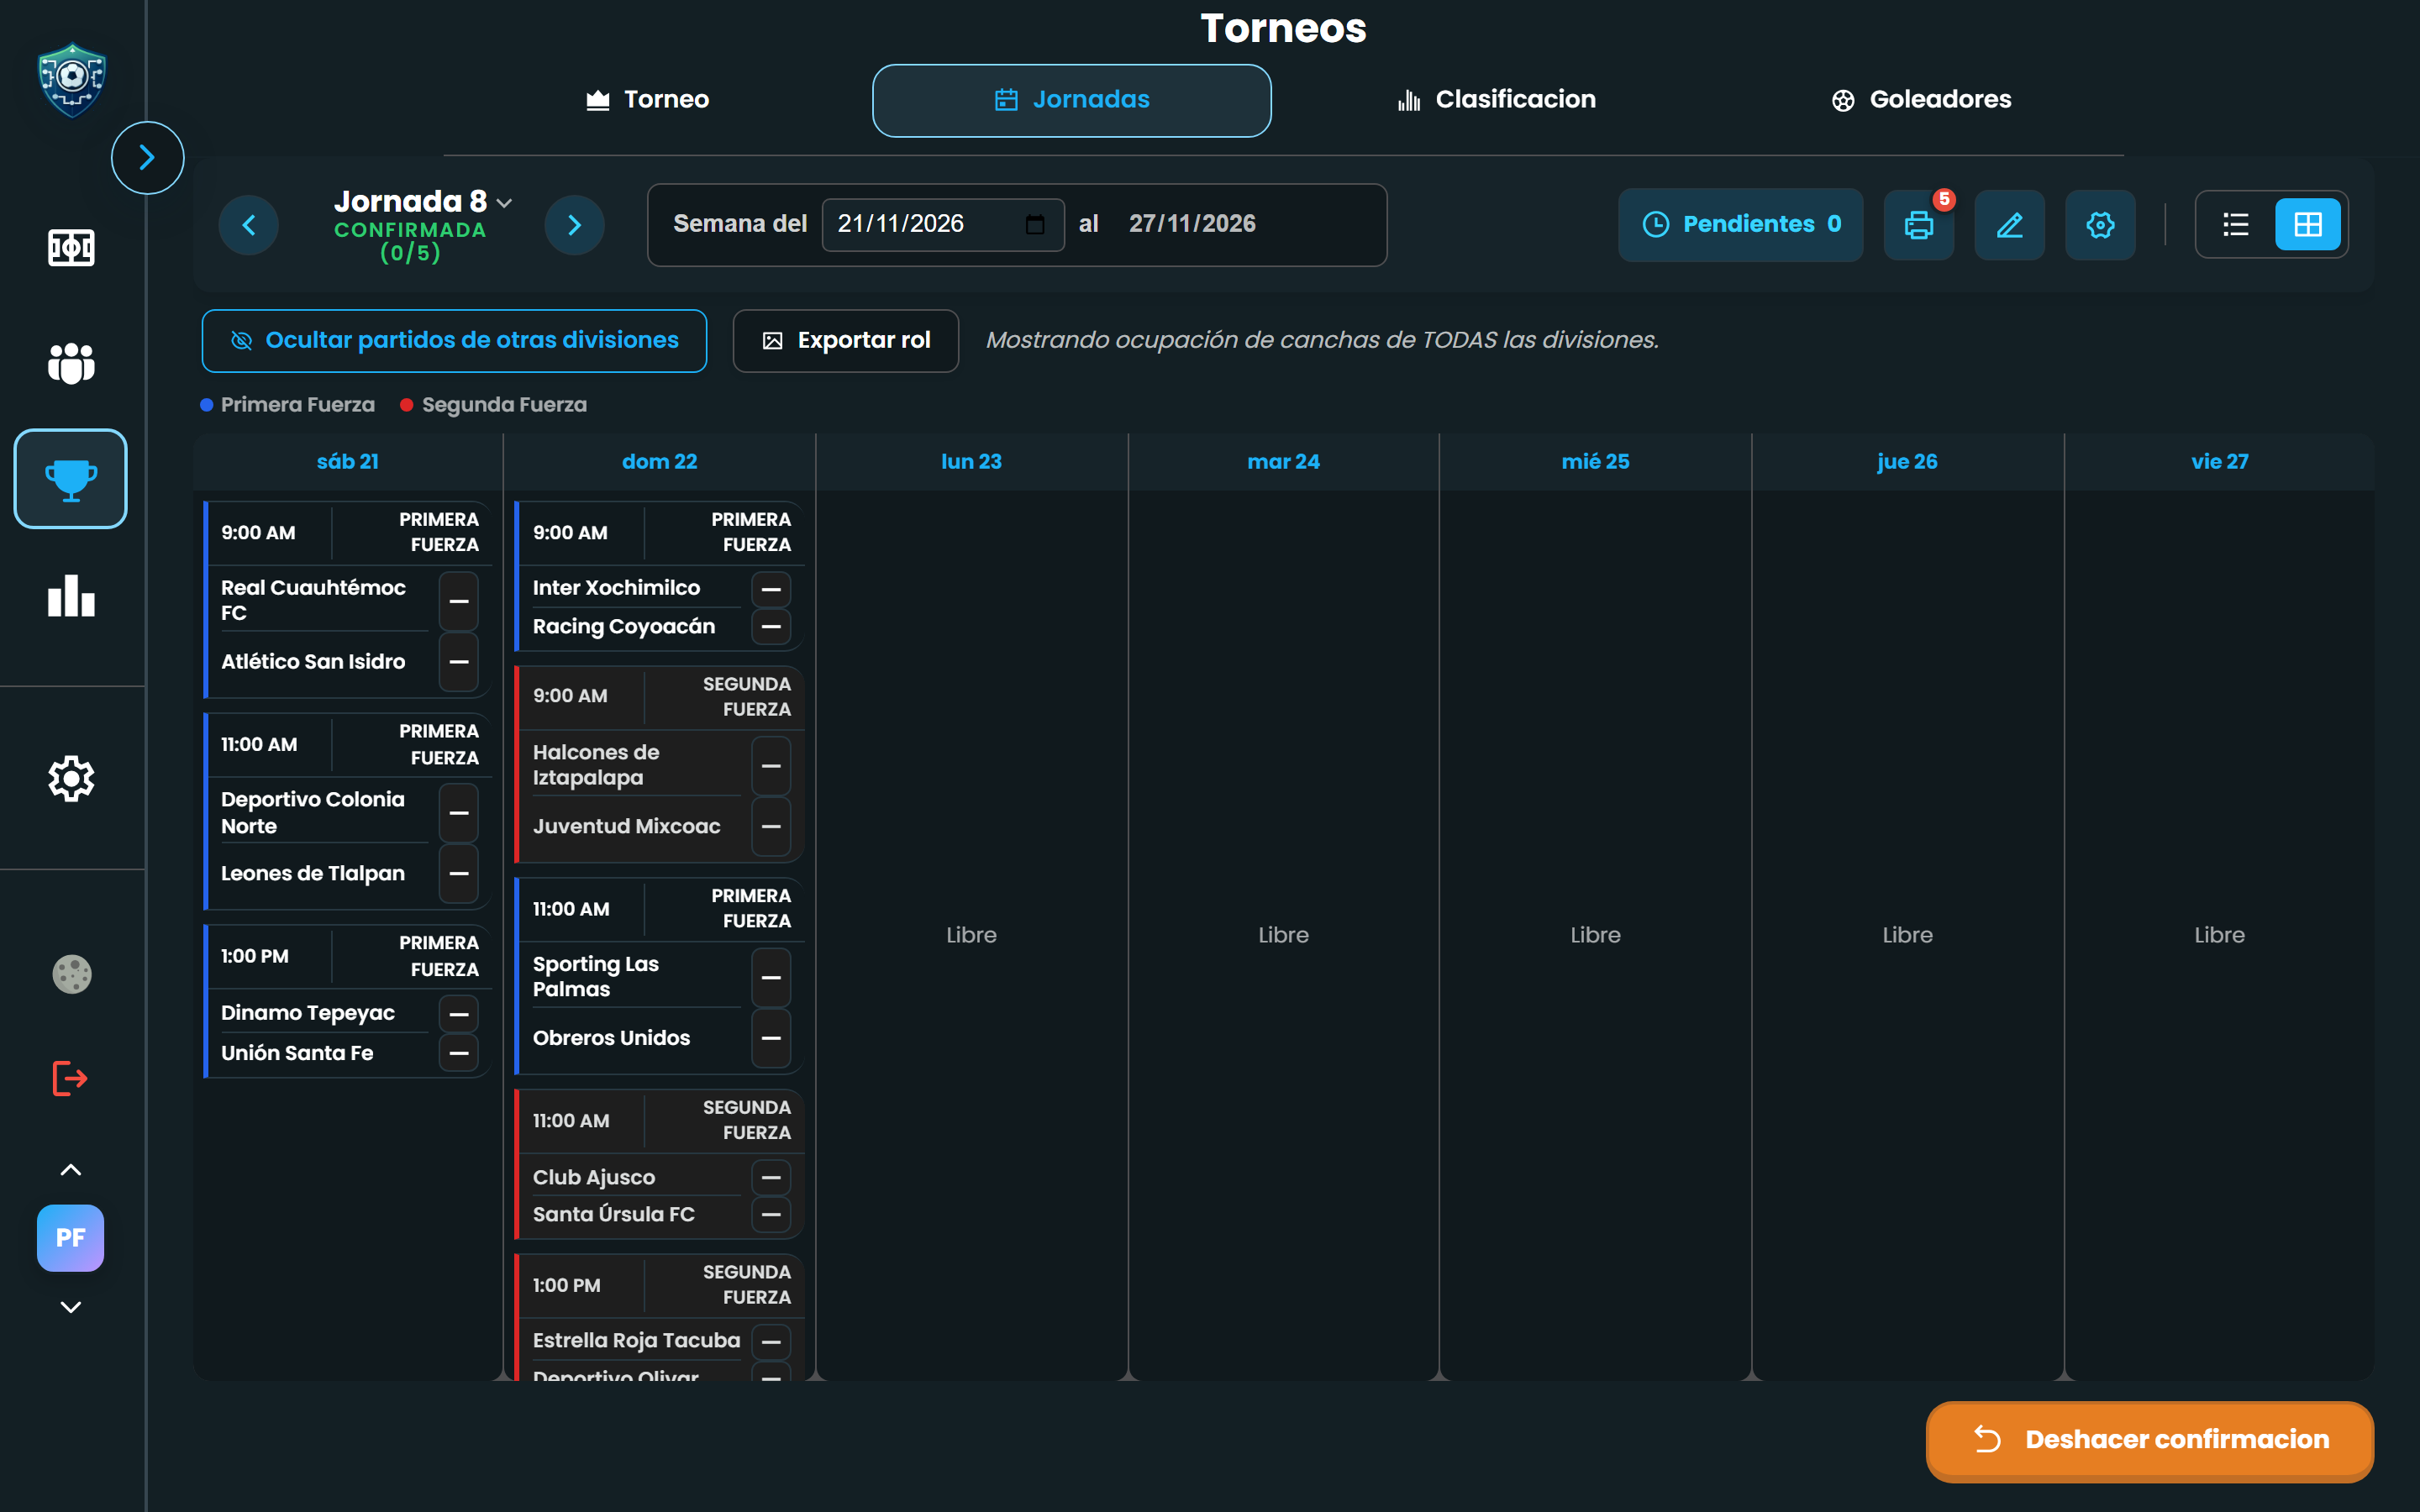 Torneos
Torneo
Jornadas
Clasificacion
Goleadores
Jornada 8
CONFIRMADA
(0/5)
Semana del 21/11/2026 al 27/11/2026
Pendientes 0
5
Ocultar partidos de otras divisiones
Exportar rol
Mostrando ocupación de canchas de TODAS las divisiones.
Primera Fuerza
Segunda Fuerza
sáb 21
9:00 AM
PRIMERA
FUERZA
Real Cuauhtémoc
FC
Atlético San Isidro
11:00 AM
PRIMERA
FUERZA
Deportivo Colonia
Norte
Leones de Tlalpan
1:00 PM
PRIMERA
FUERZA
Dinamo Tepeyac
Unión Santa Fe
dom 22
9:00 AM
PRIMERA
FUERZA
Inter Xochimilco
Racing Coyoacán
9:00 AM
SEGUNDA
FUERZA
Halcones de
Iztapalapa
Juventud Mixcoac
11:00 AM
PRIMERA
FUERZA
Sporting Las
Palmas
Obreros Unidos
11:00 AM
SEGUNDA
FUERZA
Club Ajusco
Santa Úrsula FC
1:00 PM
SEGUNDA
FUERZA
Estrella Roja Tacuba
Deportivo Olivar
lun 23
Libre
mar 24
Libre
mié 25
Libre
jue 26
Libre
vie 27
Libre
PF
Deshacer confirmacion